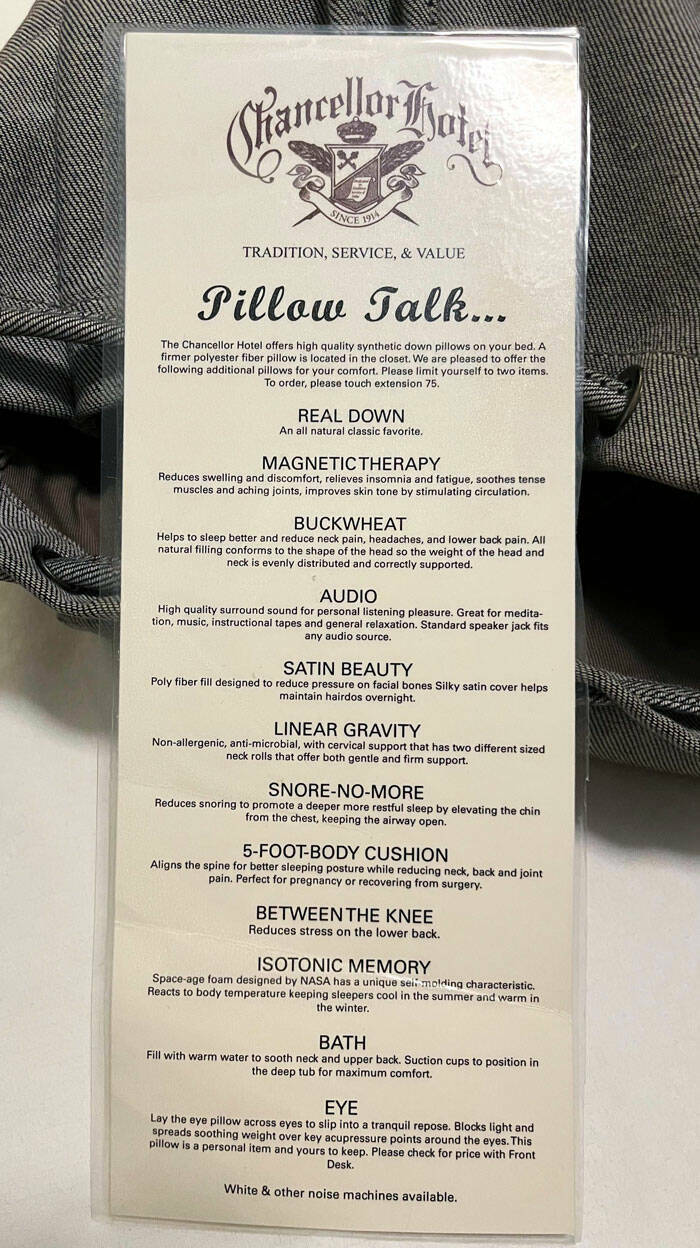 Chancellor Hotel
SINCE 1914
TRADITION, SERVICE, & VALUE
Pillow Talk...
The Chancellor Hotel offers high quality synthetic down pillows on your bed. A
firmer polyester fiber pillow is located in the closet. We are pleased to offer the
following additional pillows for your comfort. Please limit yourself to two items.
To order, please touch extension 75.
REAL DOWN
An all natural classic favorite.
MAGNETIC THERAPY
Reduces swelling and discomfort, relieves insomnia and fatigue, soothes tense
muscles and aching joints, improves skin tone by stimulating circulation.
BUCKWHEAT
Helps to sleep better and reduce neck pain, headaches, and lower back pain. All
natural filling conforms to the shape of the head so the weight of the head and
neck is evenly distributed and correctly supported.
AUDIO
High quality surround sound for personal listening pleasure. Great for medita-
tion, music, instructional tapes and general relaxation. Standard speaker jack fits
any audio source.
SATIN BEAUTY
Poly fiber fill designed to reduce pressure on facial bones Silky satin cover helps
maintain hairdos overnight.
LINEAR GRAVITY
Non-allergenic, anti-microbial, with cervical support that has two different sized
neck rolls that offer both gentle and firm support.
SNORE-NO-MORE
Reduces snoring to promote a deeper more restful sleep by elevating the chin
from the chest, keeping the airway open.
5-FOOT-BODY CUSHION
Aligns the spine for better sleeping posture while reducing neck, back and joint
pain. Perfect for pregnancy or recovering from surgery.
BETWEEN THE KNEE
Reduces stress on the lower back.
ISOTONIC MEMORY
Space-age foam designed by NASA has a unique self-molding characteristic.
Reacts to body temperature keeping sleepers cool in the summer and warm in
the winter.
BATH
Fill with warm water to sooth neck and upper back. Suction cups to position in
the deep tub for maximum comfort.
EYE
Lay the eye pillow across eyes to slip into a tranquil repose. Blocks light and
spreads soothing weight over key acupressure points around the eyes. This
pillow is a personal item and yours to keep. Please check for price with Front
Desk.
White & other noise machines available.